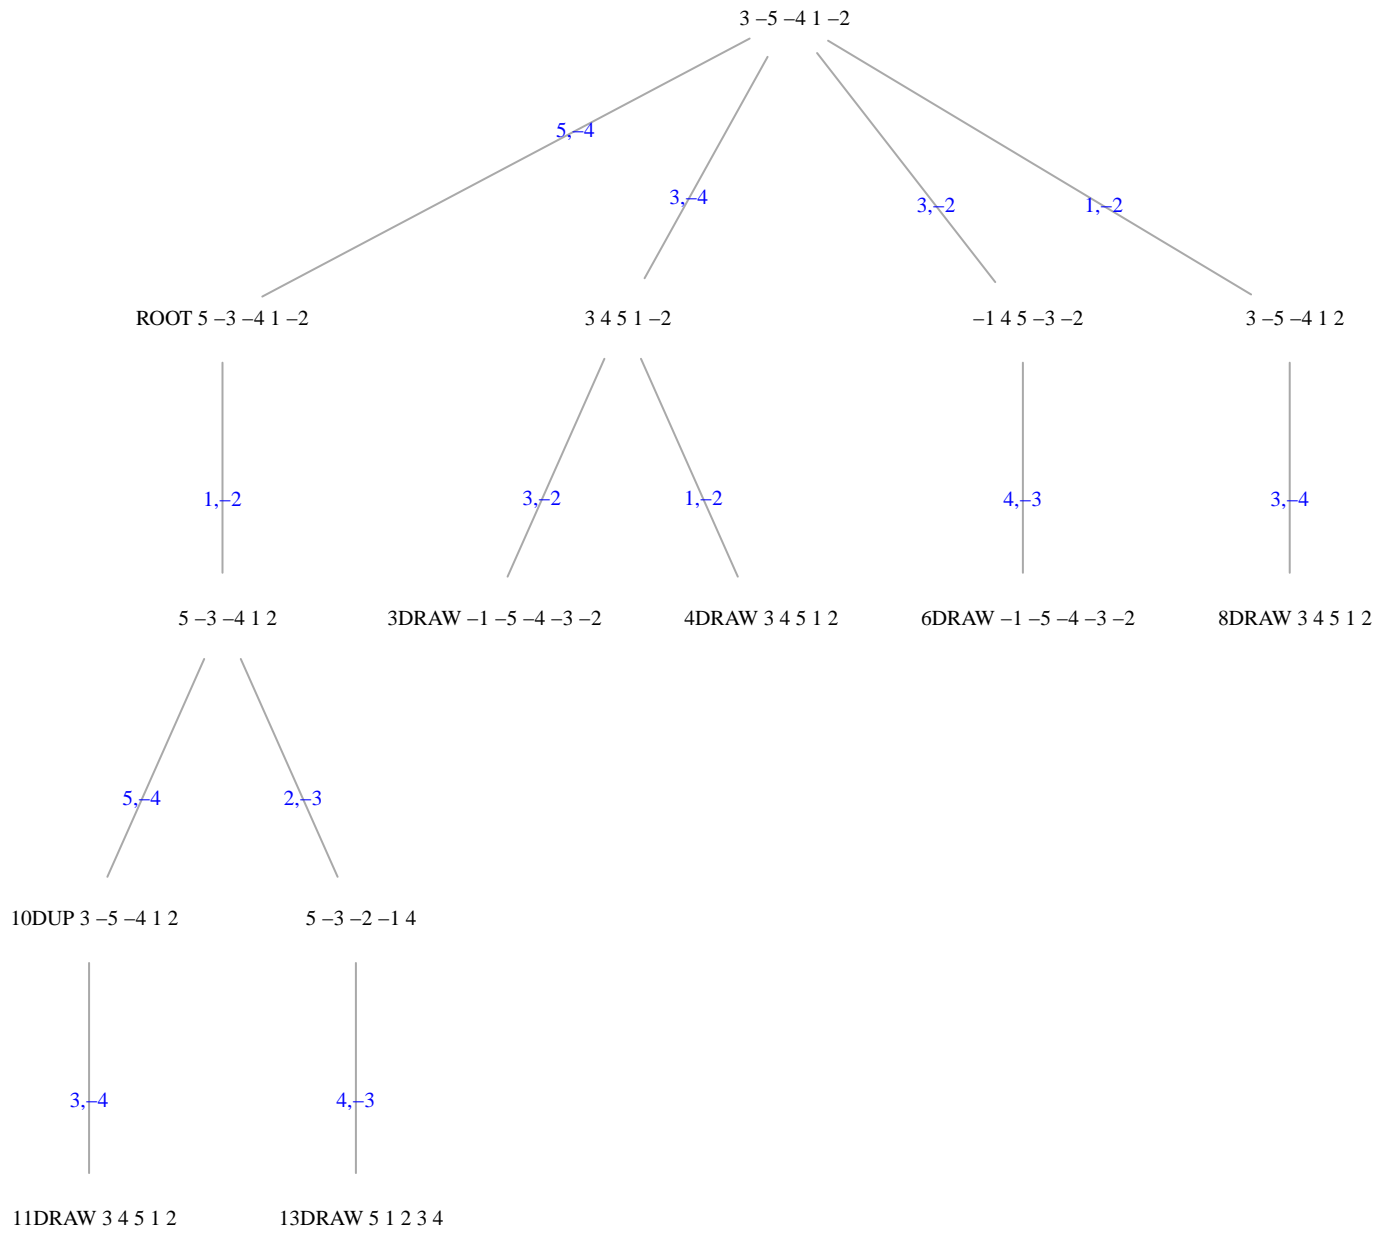 3 –5 –4 1 –2
5,–4
3,–4
3,–2
1,–2
ROOT 5 –3 –4 1 –2
3 4 5 1 –2
–1 4 5 –3 –2
3 –5 –4 1 2
1,–2
3,–2
1,–2
4,–3
3,–4
5 –3 –4 1 2
3DRAW –1 –5 –4 –3 –2
4DRAW 3 4 5 1 2
6DRAW –1 –5 –4 –3 –2
8DRAW 3 4 5 1 2
5,–4
2,–3
10DUP 3 –5 –4 1 2
5 –3 –2 –1 4
3,–4
4,–3
11DRAW 3 4 5 1 2
13DRAW 5 1 2 3 4